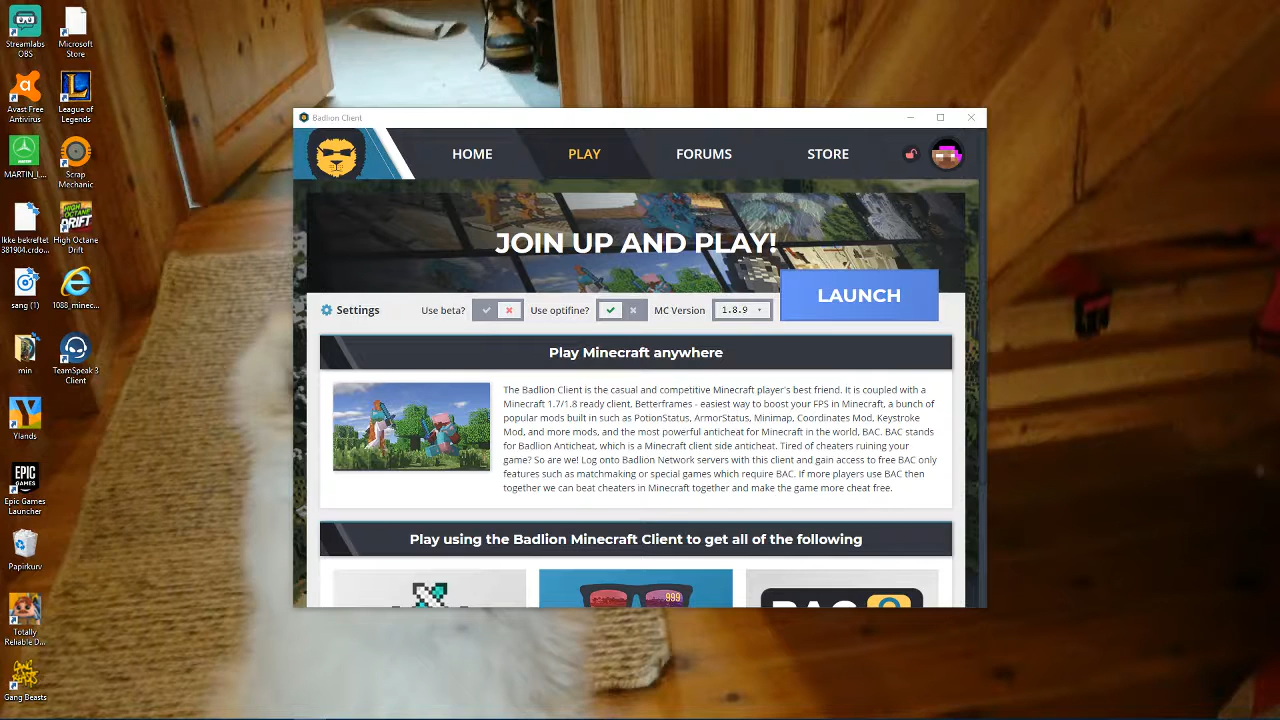 Streamlabs
OBS
Microsoft
Store
Avast Free
Antivirus
League of
Legends
MARTIN_I...
Scrap
Mechanic
Ikke bekreftet
381904.crdo...
HIGH OCTANE DRIFT
High Octane
Drift
sang (1)
1088_minec...
min
TeamSpeak 3
Client
Ylands
EPIC
GAMES
Epic Games
Launcher
Papirkurv
Totally
Reliable D...
GANG BEASTS
Gang Beasts
Badlion Client
HOME
PLAY
FORUMS
STORE
JOIN UP AND PLAY!
LAUNCH
Settings
Use beta?
Use optifine?
MC Version
1.8.9
Play Minecraft anywhere
The Badlion Client is the casual and competitive Minecraft player's best friend. It is coupled with a
Minecraft 1.7/1.8 ready client, Betterframes - easiest way to boost your FPS in Minecraft, a bunch of
popular mods built in such as PotionStatus, ArmorStatus, Minimap, Coordinates Mod, Keystroke
Mod, and more mods, and the most powerful anticheat for Minecraft in the world, BAC. BAC stands
for Badlion Anticheat, which is a Minecraft client side anticheat. Tired of cheaters ruining your
game? So are we! Log onto Badlion Network servers with this client and gain access to free BAC only
features such as matchmaking or special games which require BAC. If more players use BAC then
together we can beat cheaters in Minecraft together and make the game more cheat free.
Play using the Badlion Minecraft Client to get all of the following
999
BAC